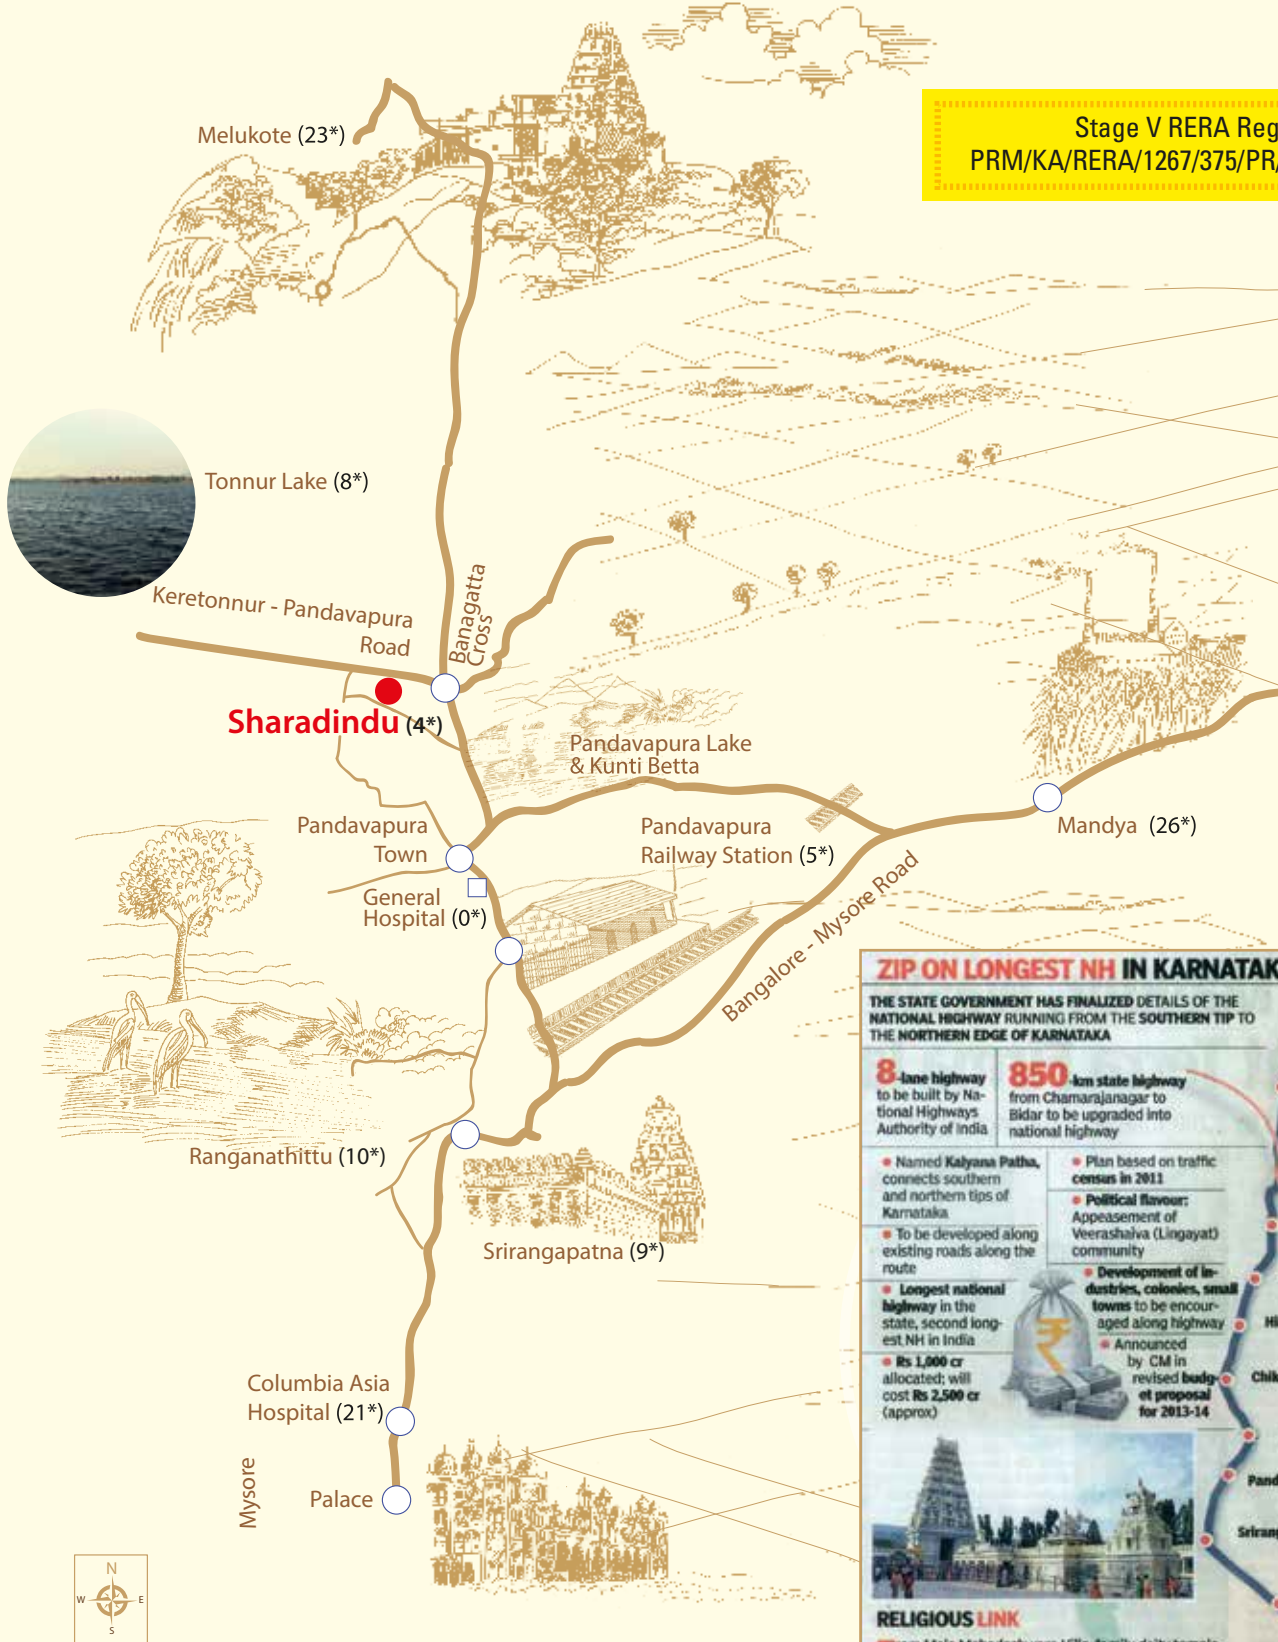 Stage V RERA Reg
PRM/KA/RERA/1267/375/PR/
Melukote (23*)
Tonnur Lake (8*)
Keretonnur - Pandavapura
Road
Banagatta
Cross
Sharadindu (4*)
Pandavapura Lake
& Kunti Betta
Pandavapura
Town
Pandavapura
Railway Station (5*)
Mandya (26*)
General
Hospital (0*)
Bangalore - Mysore Road
Ranganathittu (10*)
Srirangapatna (9*)
Columbia Asia
Hospital (21*)
Mysore
Palace
N
W E
S
ZIP ON LONGEST NH IN KARNATAK
THE STATE GOVERNMENT HAS FINALIZED DETAILS OF THE
NATIONAL HIGHWAY RUNNING FROM THE SOUTHERN TIP TO
THE NORTHERN EDGE OF KARNATAKA
8-lane highway
to be built by Na-
tional Highways
Authority of India
850-km state highway
from Chamarajanagar to
Bidar to be upgraded into
national highway
• Named Kalyana Patha,
connects southern
and northern tips of
Karnataka
• To be developed along
existing roads along the
route
• Longest national
highway in the
state, second long-
est NH in India
• Rs 1,000 cr
allocated; will
cost Rs 2,500 cr
(approx)
• Plan based on traffic
census in 2011
• Political flavour:
Appeasement of
Veerashaiva (Lingayat)
community
• Development of in-
dustries, colonies, small
towns to be encour-
aged along highway
• Announced
by CM in
revised budg-
et proposal
for 2013-14
Hi
Chik
Pand
Srirang
RELIGIOUS LINK